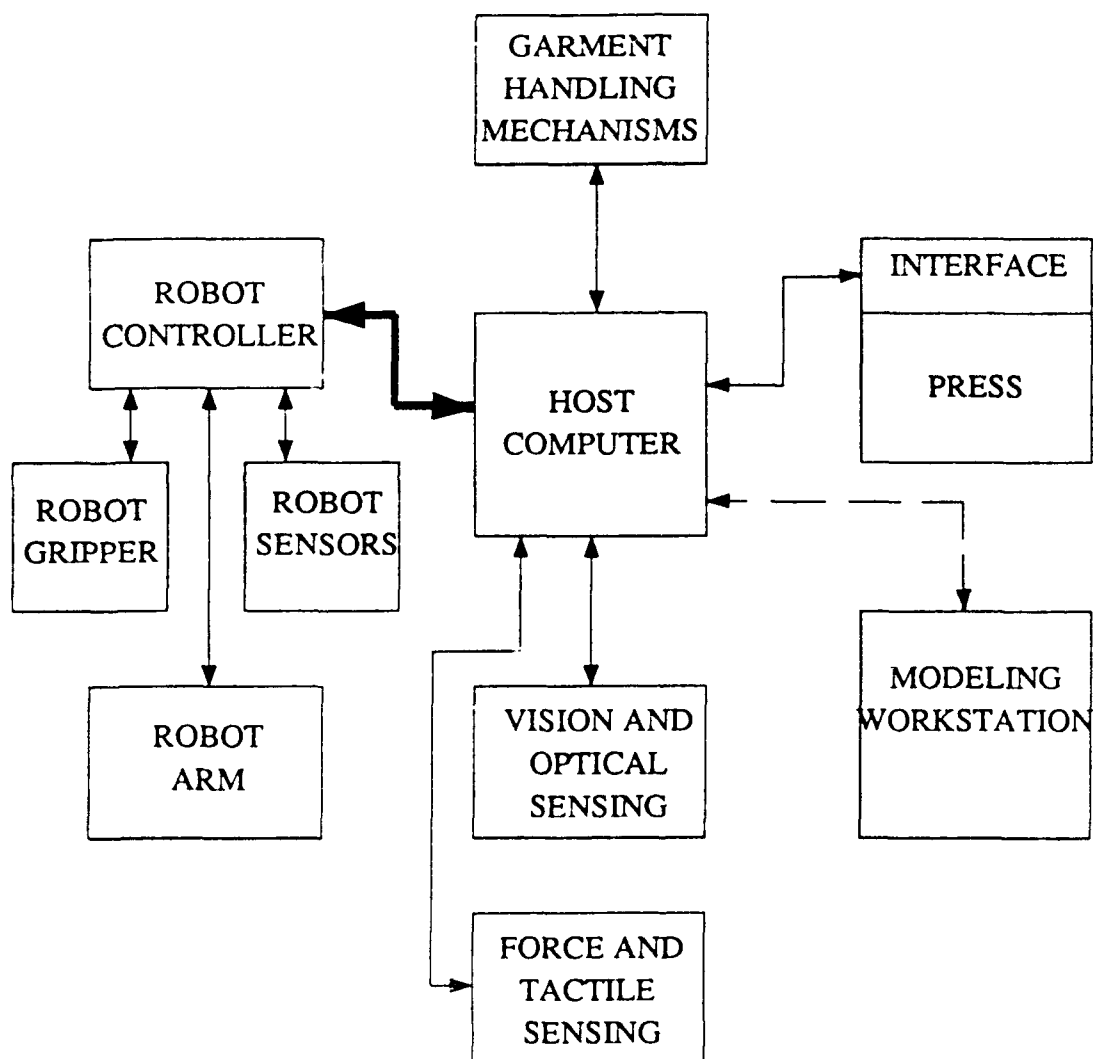 GARMENT
HANDLING
MECHANISMS
ROBOT
CONTROLLER
INTERFACE
PRESS
HOST
COMPUTER
ROBOT
GRIPPER
ROBOT
SENSORS
ROBOT
ARM
VISION AND
OPTICAL
SENSING
MODELING
WORKSTATION
FORCE AND
TACTILE
SENSING